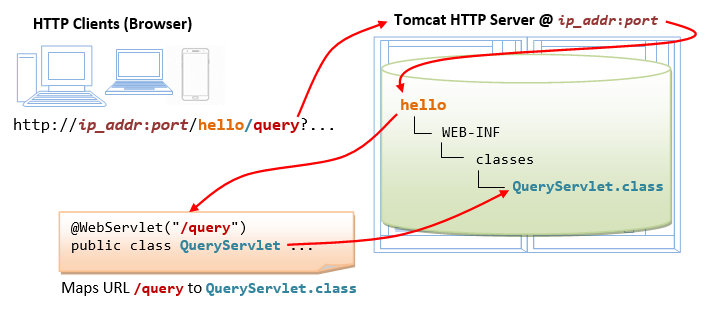 HTTP Clients (Browser)
http://ip_addr:port/hello/query?...
Tomcat HTTP Server @ ip_addr:port
hello
WEB-INF
classes
QueryServlet.class
@WebServlet("/query")
public class QueryServlet ...
Maps URL /query to QueryServlet.class